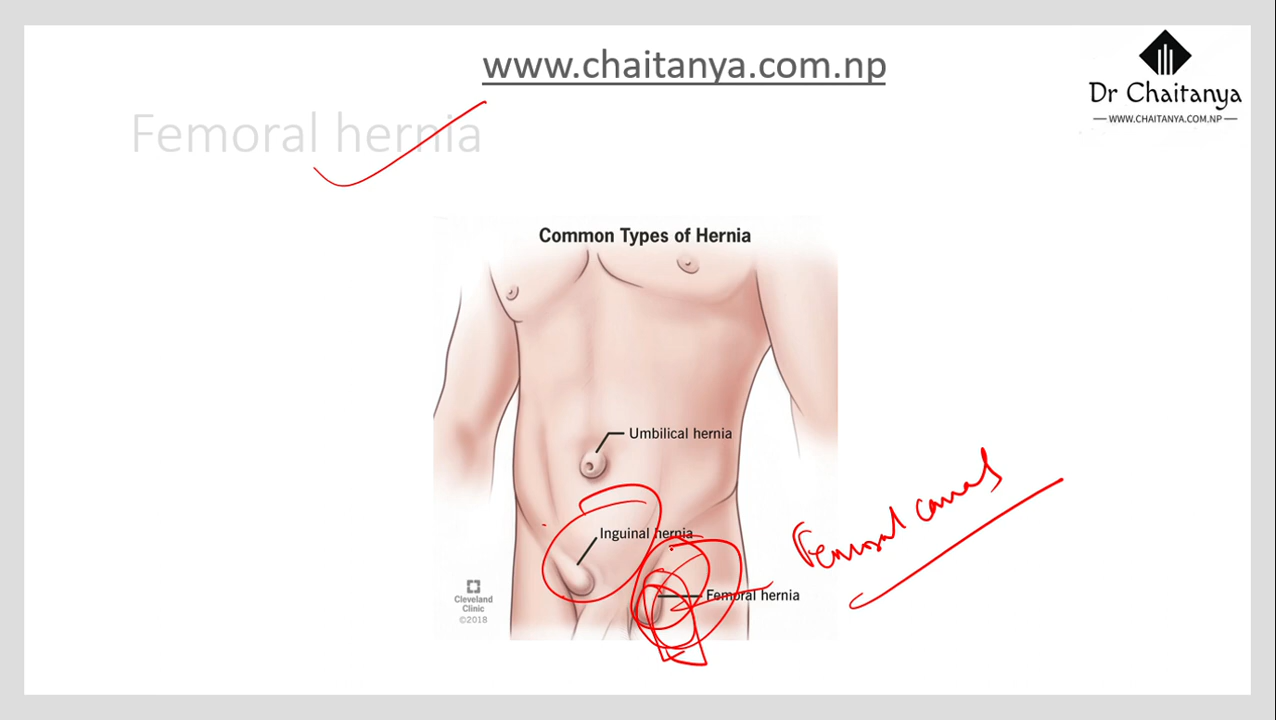 www.chaitanya.com.np
Dr Chaitanya
WWW.CHAITANYA.COM.NP
Femoral hernia
Common Types of Hernia
Umbilical hernia
Inguinal hernia
Femoral canal
Femoral hernia
Cleveland
Clinic
©2018